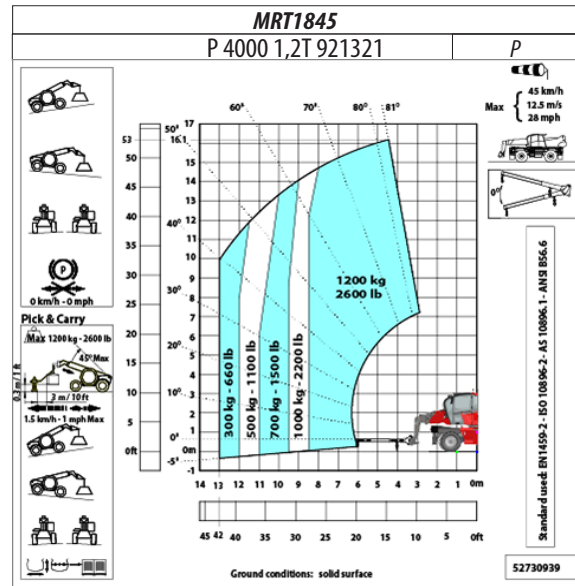 MRT1845
P 4000 1,2T 921321
P
45 km/h
Max
12.5 m/s
28 mph
0°
60° 70° 80° 81°
50°
40°
30°
20°
10°
0°
-5°
53
50
45
40
35
30
25
20
15
10
5
0ft
17
16.1
15
14
13
12
11
10
9
8
7
6
5
4
3
2
1
0m
-1
1200 kg
2600 lb
300 kg - 660 lb
500 kg - 1100 lb
700 kg - 1500 lb
1000 kg - 2200 lb
14 13 12 11 10 9 8 7 6 5 4 3 2 1 0m
45 42 40 35 30 25 20 15 10 5 0ft
P
0 km/h - 0 mph
Pick & Carry
Max 1200 kg - 2600 lb
45° Max
0.3 m / 1 ft
3 m / 10 ft
1.5 km/h - 1 mph Max
Standard used: EN1459-2 - ISO 10896-2 - AS 10896.1 - ANSI B56.6
Ground conditions: solid surface
52730939